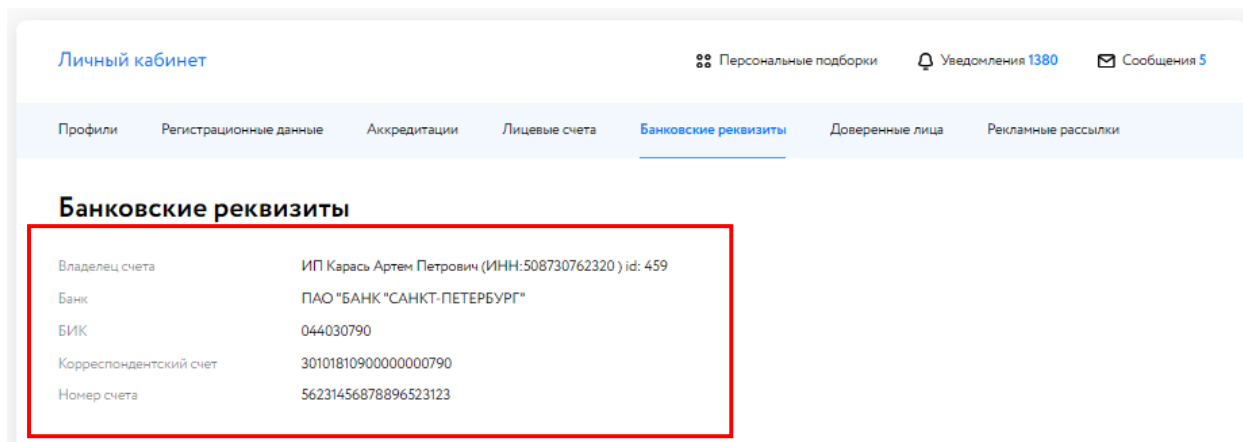 Личный кабинет Персональные подборки Уведомления 1380 Сообщения 5
Профили Регистрационные данные Аккредитации Лицевые счета Банковские реквизиты Доверенные лица Рекламные рассылки
Банковские реквизиты
Владелец счета ИП Карась Артем Петрович (ИНН:508730762320 ) id: 459
Банк ПАО "БАНК "САНКТ-ПЕТЕРБУРГ"
БИК 044030790
Корреспондентский счет 30101810900000000790
Номер счета 56231456878896523123